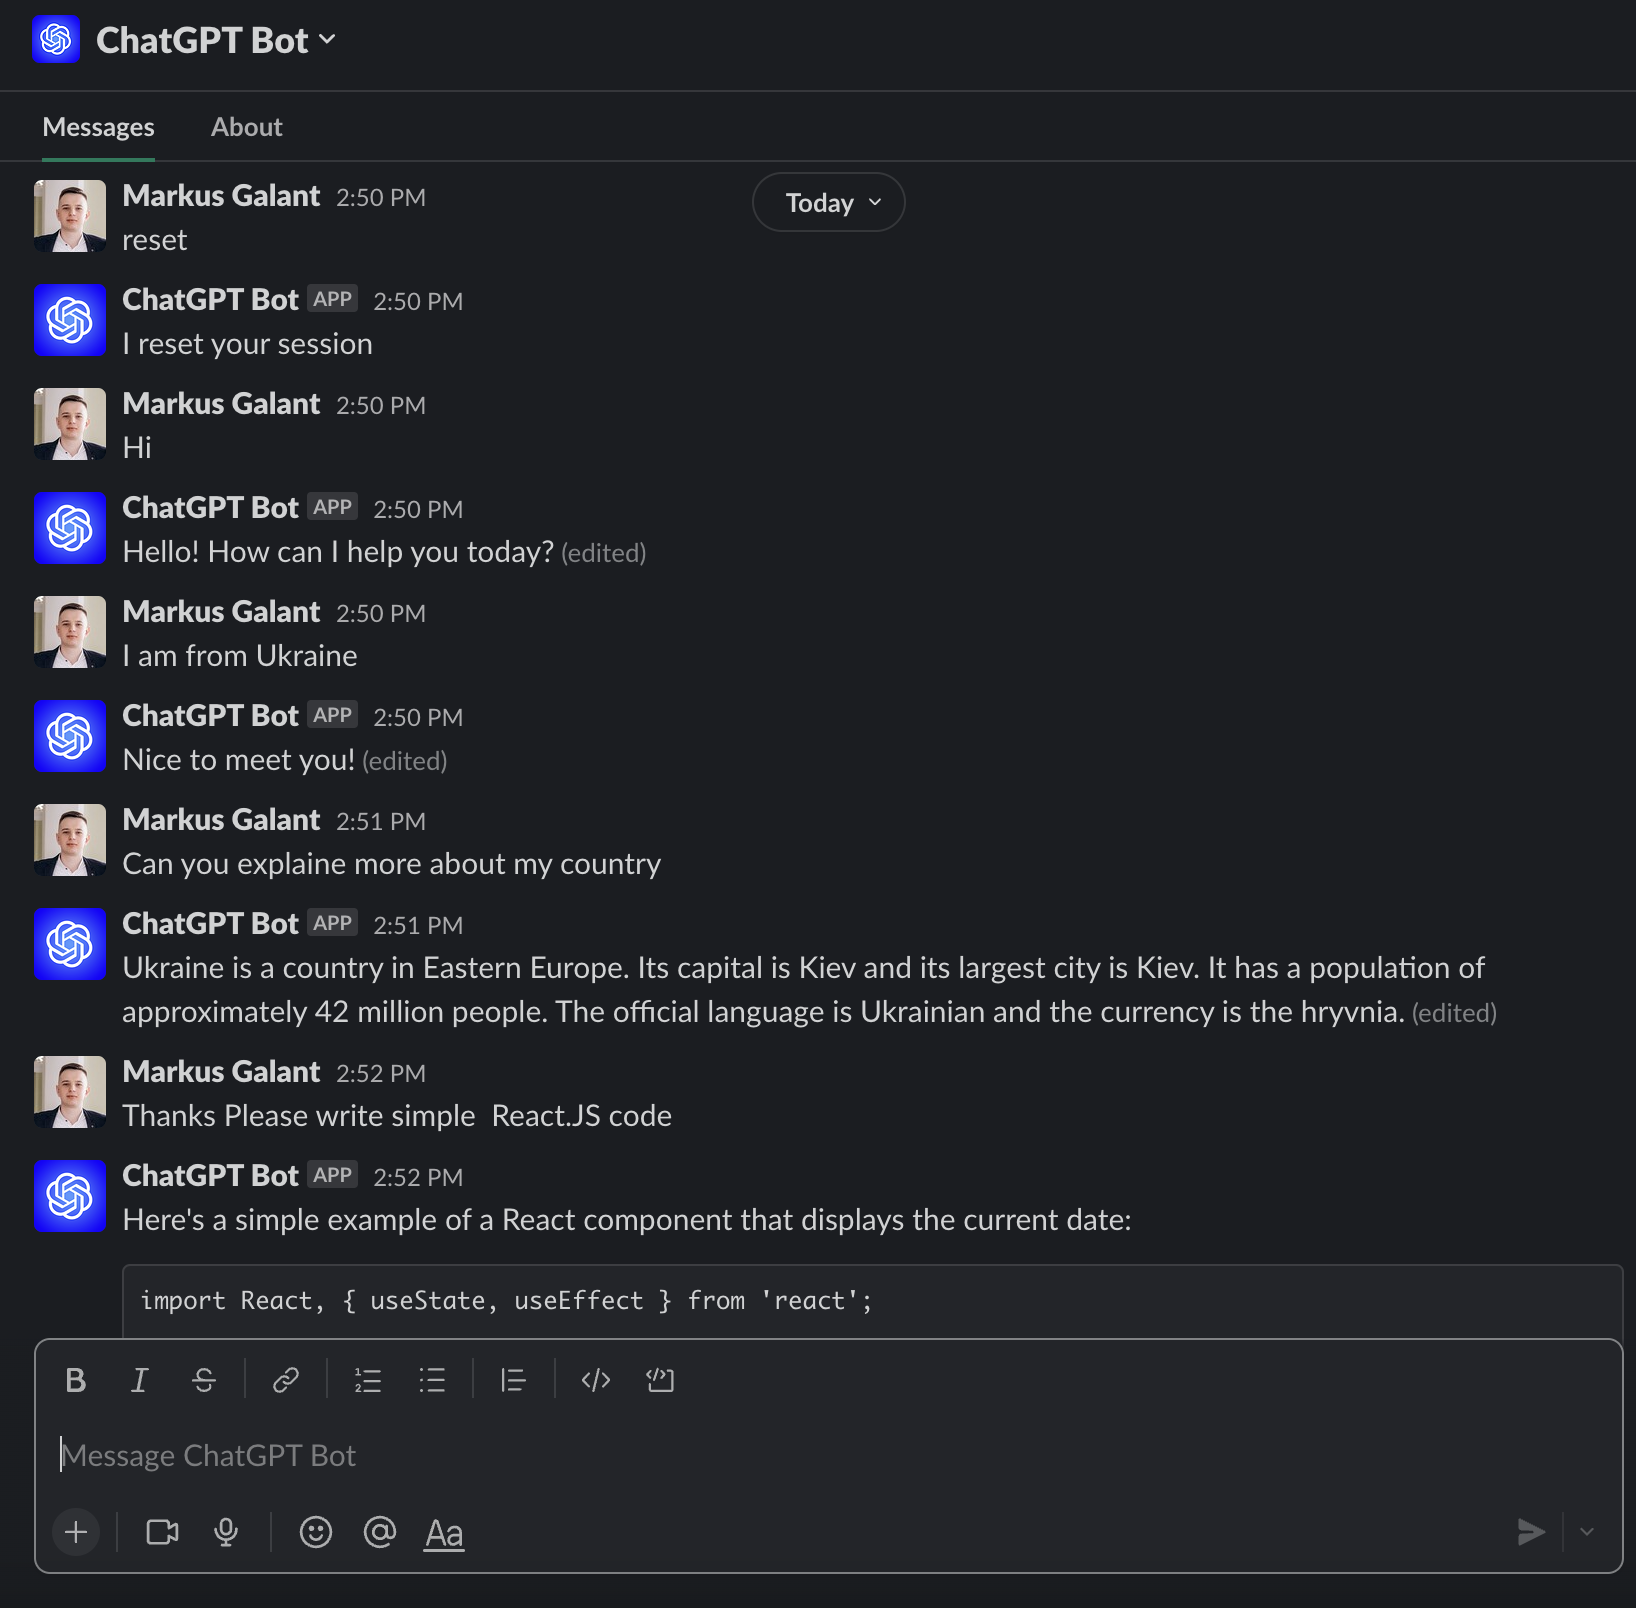 ChatGPT Bot
Messages About
Markus Galant 2:50 PM
Today
reset
ChatGPT Bot APP 2:50 PM
I reset your session
Markus Galant 2:50 PM
Hi
ChatGPT Bot APP 2:50 PM
Hello! How can I help you today? (edited)
Markus Galant 2:50 PM
I am from Ukraine
ChatGPT Bot APP 2:50 PM
Nice to meet you! (edited)
Markus Galant 2:51 PM
Can you explaine more about my country
ChatGPT Bot APP 2:51 PM
Ukraine is a country in Eastern Europe. Its capital is Kiev and its largest city is Kiev. It has a population of
approximately 42 million people. The official language is Ukrainian and the currency is the hryvnia. (edited)
Markus Galant 2:52 PM
Thanks Please write simple  React.JS code
ChatGPT Bot APP 2:52 PM
Here's a simple example of a React component that displays the current date:
import React, { useState, useEffect } from 'react';
B I S
Message ChatGPT Bot
Aa